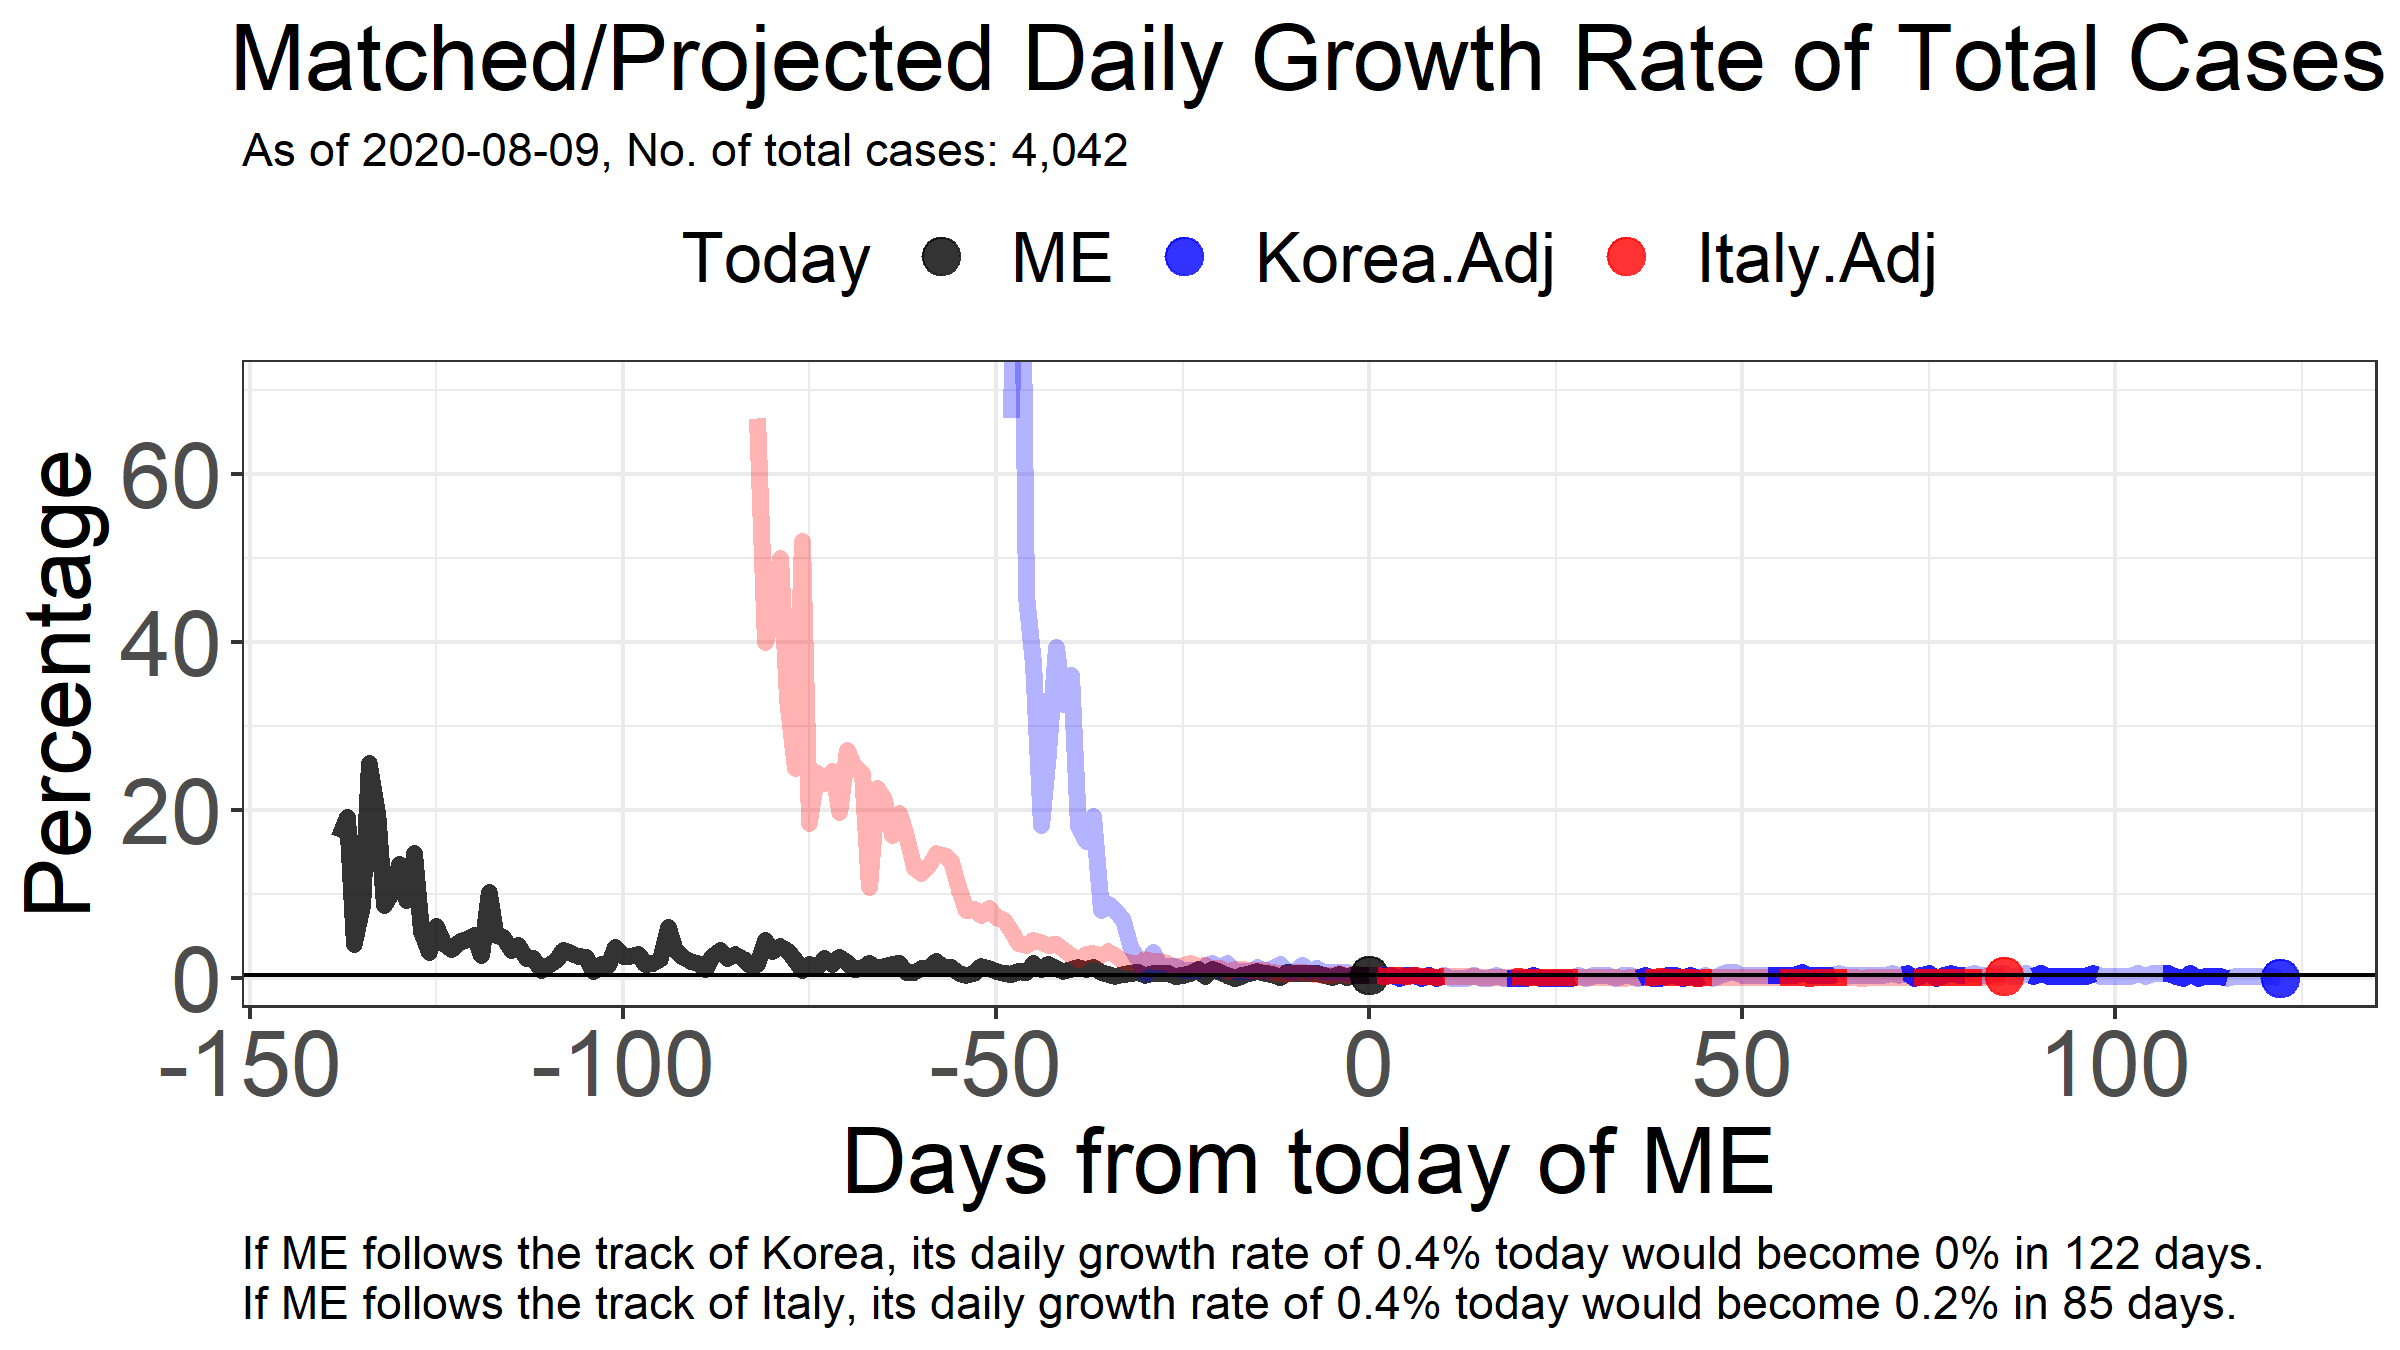 Matched/Projected Daily Growth Rate of Total Cases
As of 2020-08-09, No. of total cases: 4,042
Today ME Korea.Adj Italy.Adj
Percentage
60
40
20
0
-150 -100 -50 0 50 100
Days from today of ME
If ME follows the track of Korea, its daily growth rate of 0.4% today would become 0% in 122 days.
If ME follows the track of Italy, its daily growth rate of 0.4% today would become 0.2% in 85 days.